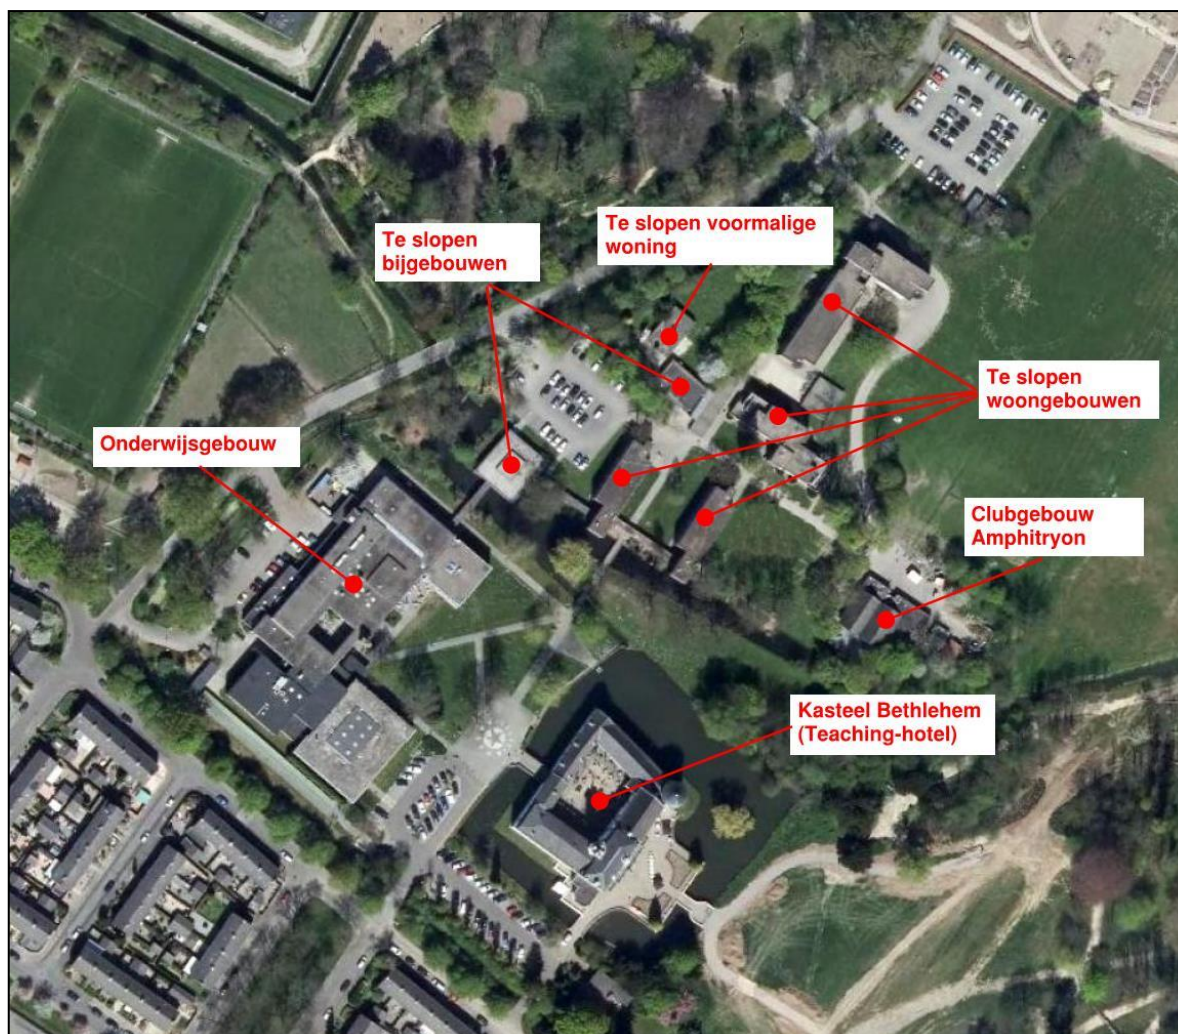 Te slopen voormalige
woning
Te slopen
bijgebouwen
Te slopen
woongebouwen
Onderwijsgebouw
Clubgebouw
Amphitryon
Kasteel Bethlehem
(Teaching-hotel)